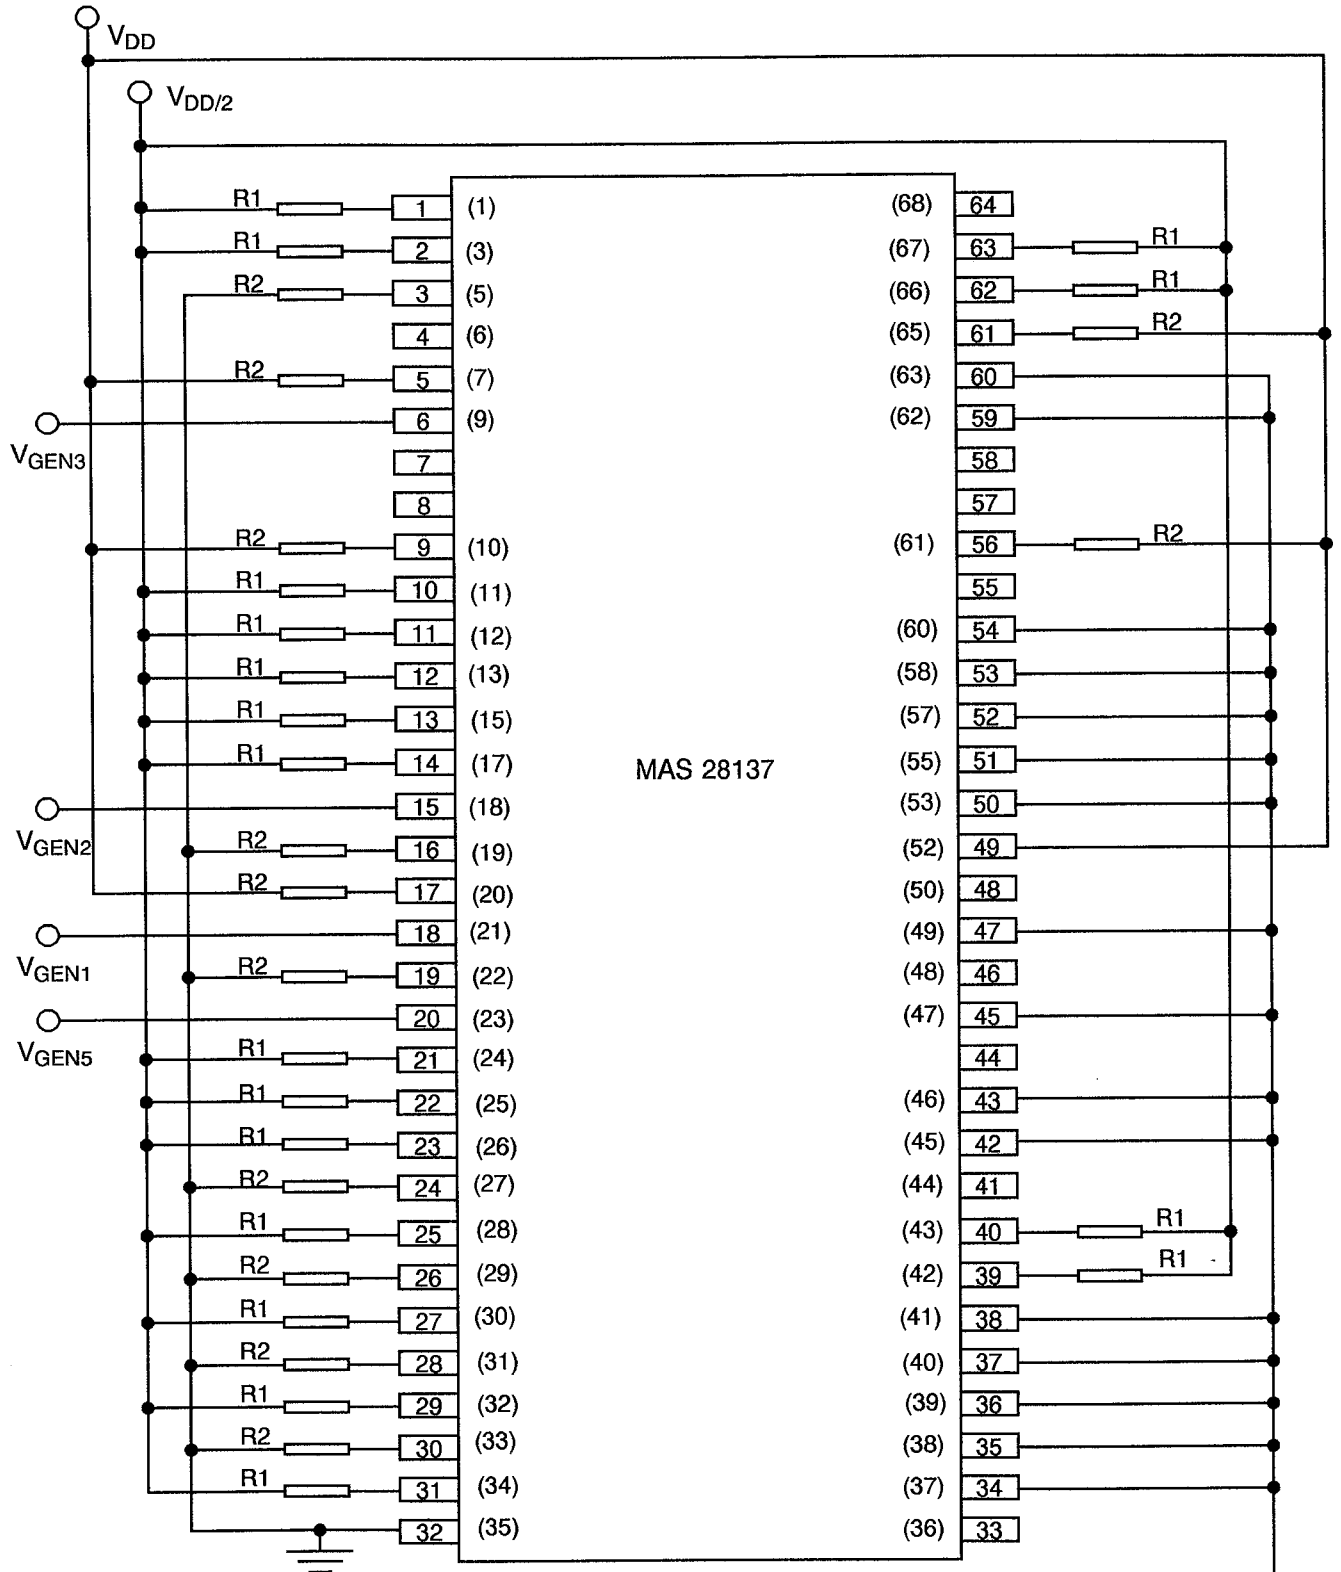 VDD
VDD/2
R1 1 (1) (68) 64
R1 2 (3) (67) 63 R1
R2 3 (5) (66) 62 R1
4 (6) (65) 61 R2
R2 5 (7) (63) 60
6 (9) (62) 59
VGEN3
7 58
8 57
R2 9 (10) (61) 56 R2
R1 10 (11) 55
R1 11 (12) (60) 54
R1 12 (13) (58) 53
R1 13 (15) (57) 52
R1 14 (17) (55) 51
MAS 28137
15 (18) (53) 50
VGEN2
R2 16 (19) (52) 49
R2 17 (20) (50) 48
18 (21) (49) 47
VGEN1
R2 19 (22) (48) 46
20 (23) (47) 45
VGEN5
R1 21 (24) 44
R1 22 (25) (46) 43
R1 23 (26) (45) 42
R2 24 (27) (44) 41
R1 25 (28) (43) 40 R1
R2 26 (29) (42) 39 R1
R1 27 (30) (41) 38
R2 28 (31) (40) 37
R1 29 (32) (39) 36
R2 30 (33) (38) 35
R1 31 (34) (37) 34
32 (35) (36) 33